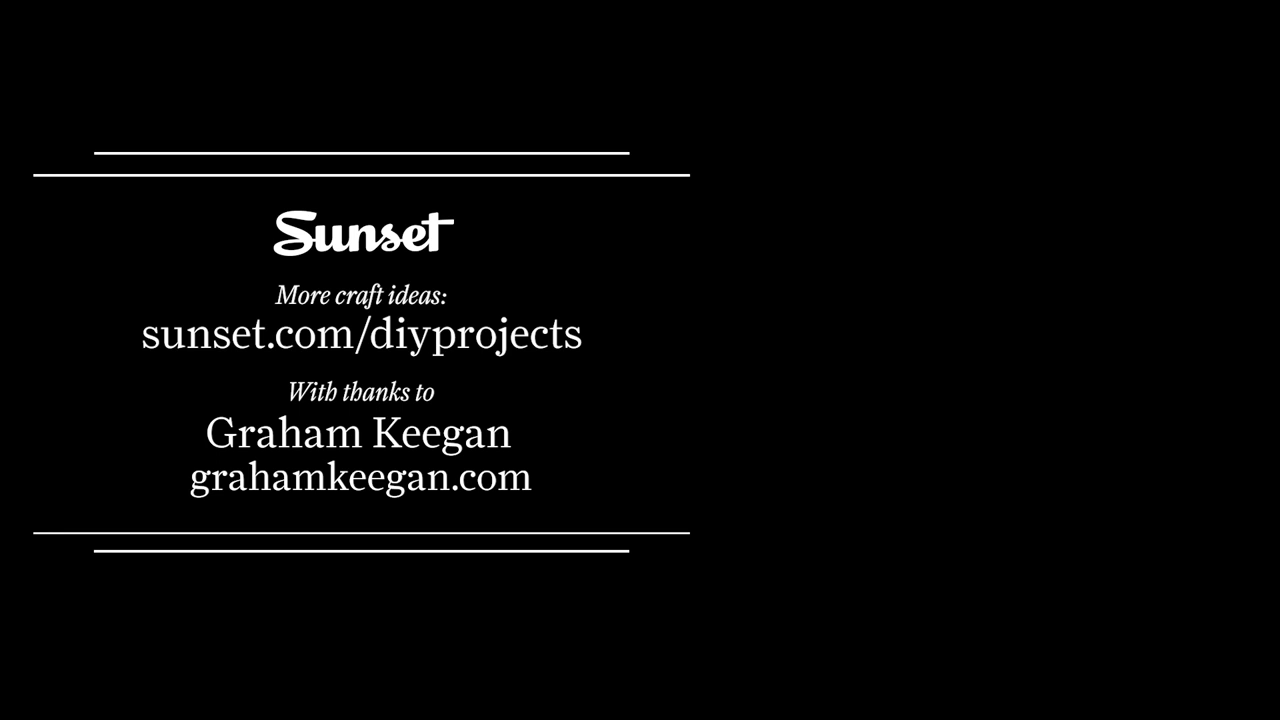 Sunset
More craft ideas:
sunset.com/diyprojects
With thanks to
Graham Keegan
grahamkeegan.com